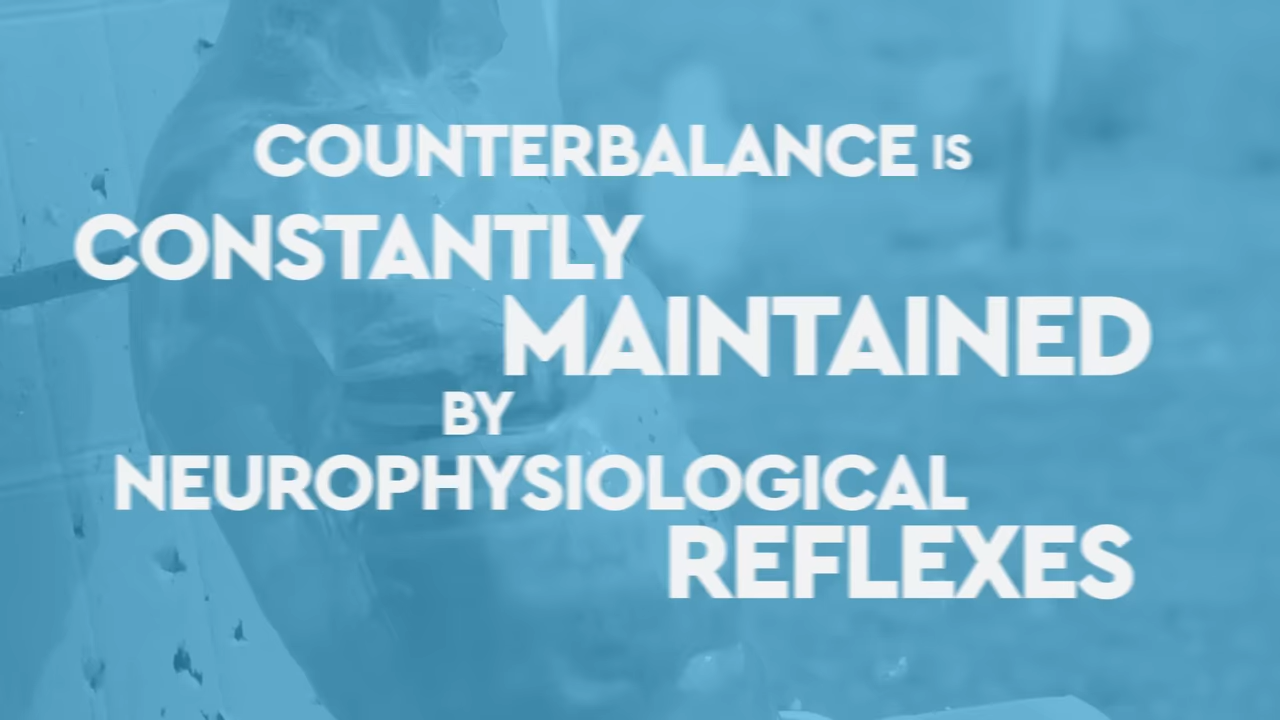 COUNTERBALANCE IS
CONSTANTLY
MAINTAINED
BY
NEUROPHYSIOLOGICAL
REFLEXES